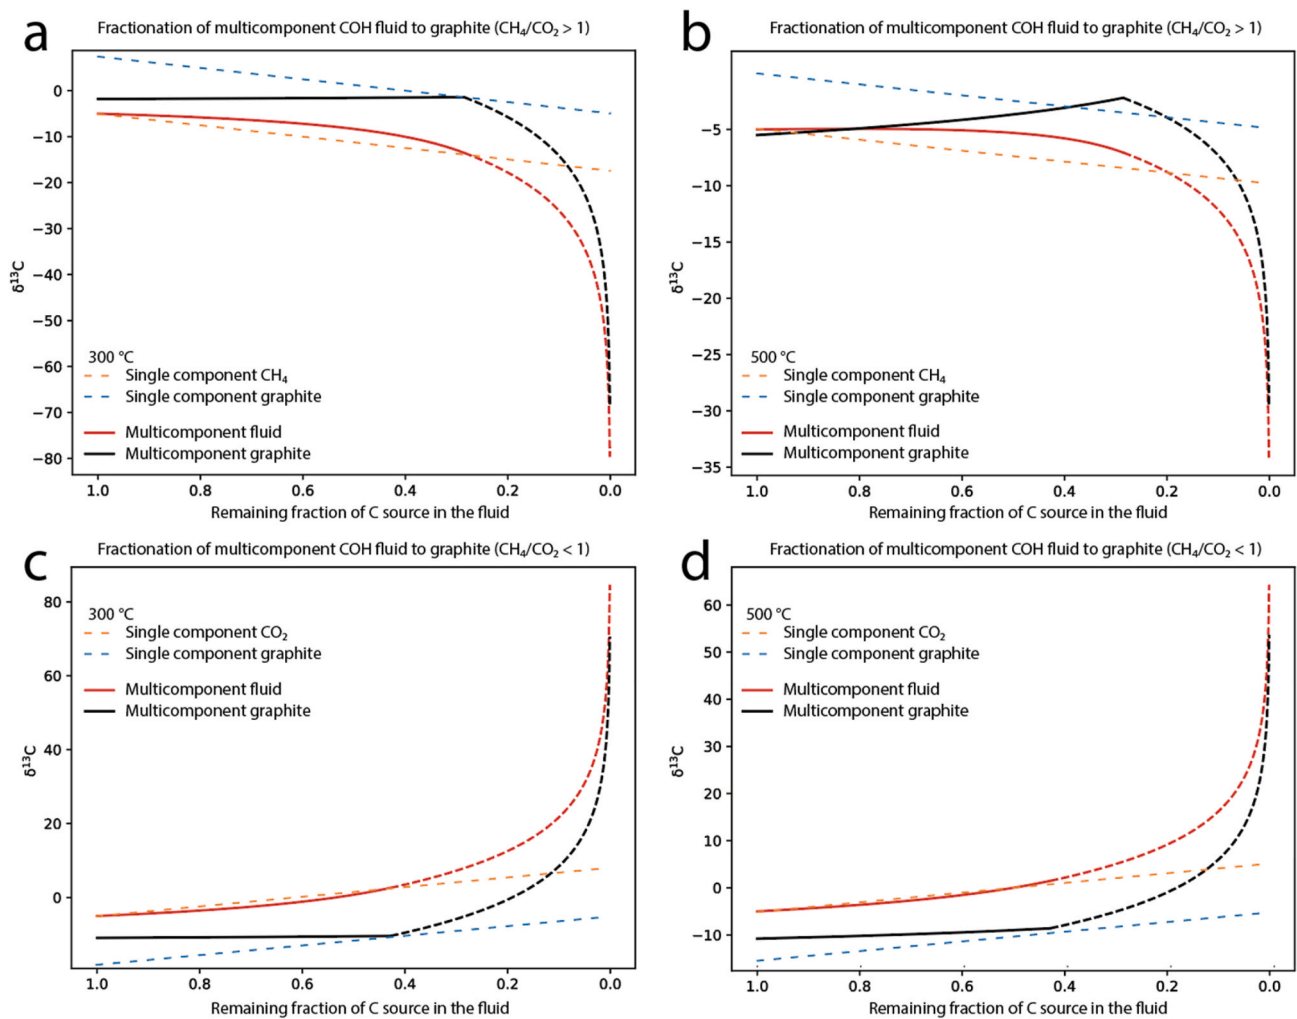 a
Fractionation of multicomponent COH fluid to graphite (CH₄/CO₂ > 1)
0
−10
−20
−30
−40
−50
−60
−70
−80
δ¹³C
300 °C
Single component CH₄
Single component graphite
Multicomponent fluid
Multicomponent graphite
1.0 0.8 0.6 0.4 0.2 0.0
Remaining fraction of C source in the fluid
b
Fractionation of multicomponent COH fluid to graphite (CH₄/CO₂ > 1)
−5
−10
−15
−20
−25
−30
−35
δ¹³C
500 °C
Single component CH₄
Single component graphite
Multicomponent fluid
Multicomponent graphite
1.0 0.8 0.6 0.4 0.2 0.0
Remaining fraction of C source in the fluid
c
Fractionation of multicomponent COH fluid to graphite (CH₄/CO₂ < 1)
80
60
40
20
0
δ¹³C
300 °C
Single component CO₂
Single component graphite
Multicomponent fluid
Multicomponent graphite
1.0 0.8 0.6 0.4 0.2 0.0
Remaining fraction of C source in the fluid
d
Fractionation of multicomponent COH fluid to graphite (CH₄/CO₂ < 1)
60
50
40
30
20
10
0
−10
δ¹³C
500 °C
Single component CO₂
Single component graphite
Multicomponent fluid
Multicomponent graphite
1.0 0.8 0.6 0.4 0.2 0.0
Remaining fraction of C source in the fluid